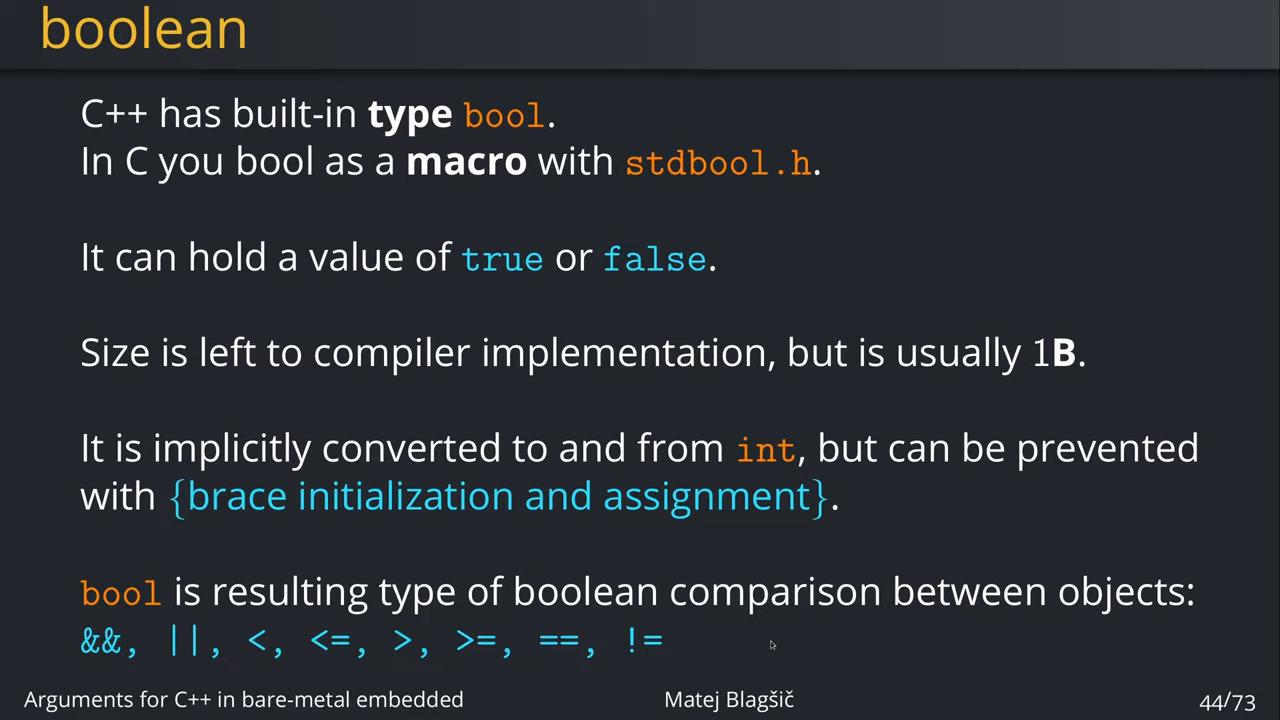 boolean
C++ has built-in type bool.
In C you bool as a macro with stdbool.h.
It can hold a value of true or false.
Size is left to compiler implementation, but is usually 1B.
It is implicitly converted to and from int, but can be prevented
with {brace initialization and assignment}.
bool is resulting type of boolean comparison between objects:
&&, ||, <, <=, >, >=, ==, !=
Arguments for C++ in bare-metal embedded
Matej Blagšič
44/73